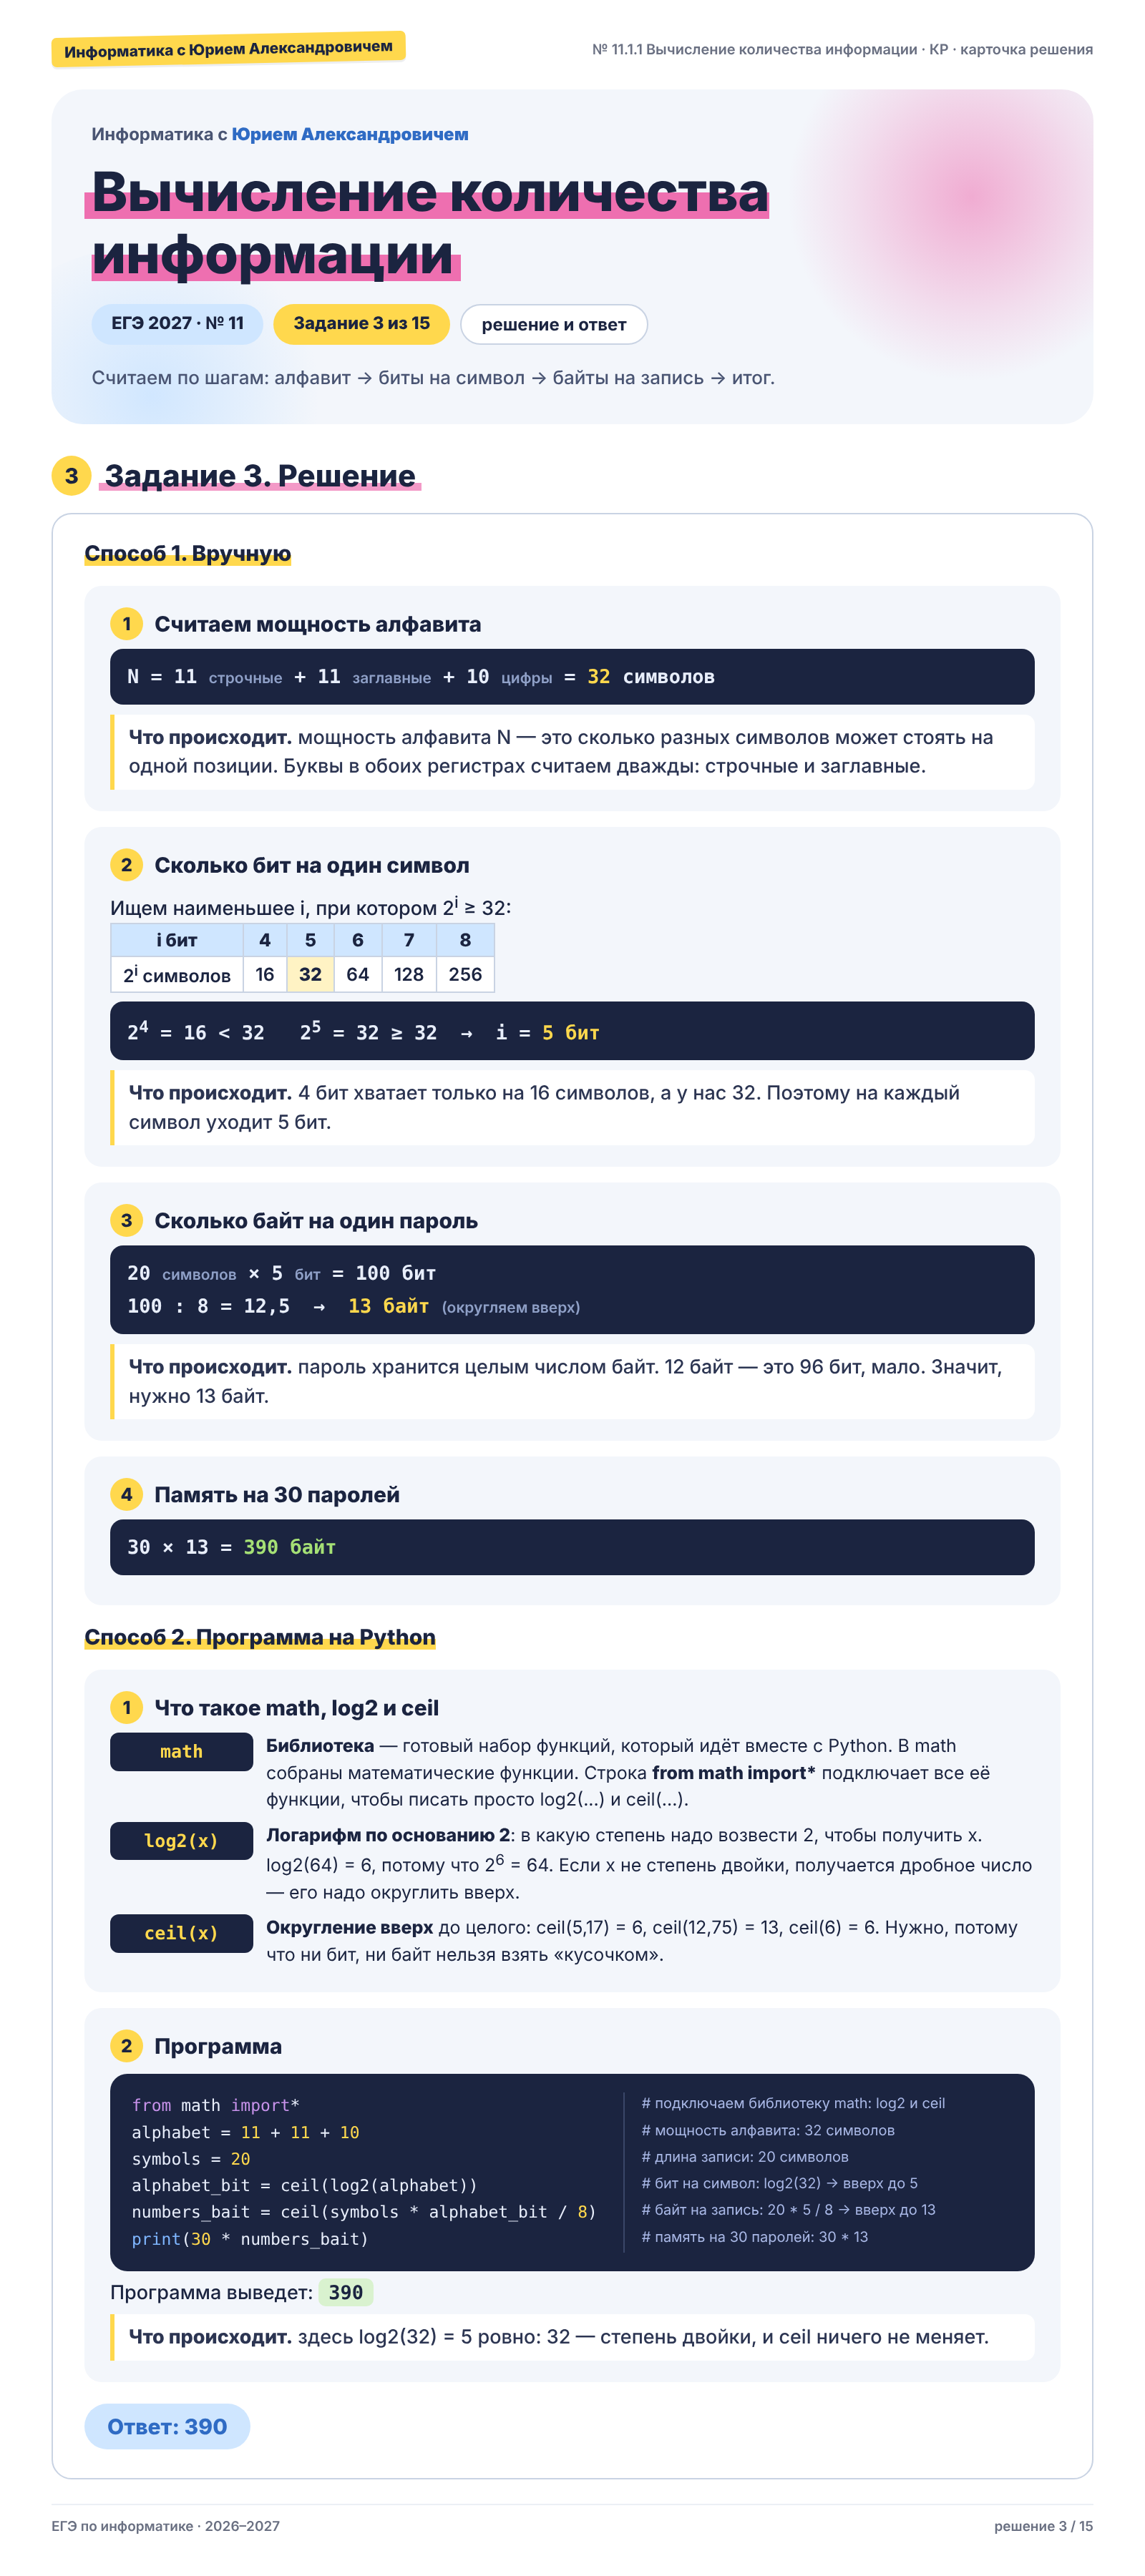 Информатика с Юрием Александровичем
№ 11.1.1 Вычисление количества информации · КР · карточка решения
Информатика с Юрием Александровичем
Вычисление количества
информации
ЕГЭ 2027 · № 11
Задание 3 из 15
решение и ответ
Считаем по шагам: алфавит → биты на символ → байты на запись → итог.
3 Задание 3. Решение
Способ 1. Вручную
1 Считаем мощность алфавита
N = 11 строчные + 11 заглавные + 10 цифры = 32 символов
Что происходит. мощность алфавита N — это сколько разных символов может стоять на
одной позиции. Буквы в обоих регистрах считаем дважды: строчные и заглавные.
2 Сколько бит на один символ
Ищем наименьшее i, при котором 2^i ≥ 32:
i бит 4 5 6 7 8
2^i символов 16 32 64 128 256
2^4 = 16 < 32 2^5 = 32 ≥ 32 → i = 5 бит
Что происходит. 4 бит хватает только на 16 символов, а у нас 32. Поэтому на каждый
символ уходит 5 бит.
3 Сколько байт на один пароль
20 символов × 5 бит = 100 бит
100 : 8 = 12,5 → 13 байт (округляем вверх)
Что происходит. пароль хранится целым числом байт. 12 байт — это 96 бит, мало. Значит,
нужно 13 байт.
4 Память на 30 паролей
30 × 13 = 390 байт
Способ 2. Программа на Python
1 Что такое math, log2 и ceil
math
Библиотека — готовый набор функций, который идёт вместе с Python. В math
собраны математические функции. Строка from math import* подключает все её
функции, чтобы писать просто log2(...) и ceil(...).
log2(x)
Логарифм по основанию 2: в какую степень надо возвести 2, чтобы получить x.
log2(64) = 6, потому что 2^6 = 64. Если x не степень двойки, получается дробное число
— его надо округлить вверх.
ceil(x)
Округление вверх до целого: ceil(5,17) = 6, ceil(12,75) = 13, ceil(6) = 6. Нужно, потому
что ни бит, ни байт нельзя взять «кусочком».
2 Программа
from math import* # подключаем библиотеку math: log2 и ceil
alphabet = 11 + 11 + 10 # мощность алфавита: 32 символов
symbols = 20 # длина записи: 20 символов
alphabet_bit = ceil(log2(alphabet)) # бит на символ: log2(32) → вверх до 5
numbers_bait = ceil(symbols * alphabet_bit / 8) # байт на запись: 20 * 5 / 8 → вверх до 13
print(30 * numbers_bait) # память на 30 паролей: 30 * 13
Программа выведет: 390
Что происходит. здесь log2(32) = 5 ровно: 32 — степень двойки, и ceil ничего не меняет.
Ответ: 390
ЕГЭ по информатике · 2026–2027
решение 3 / 15